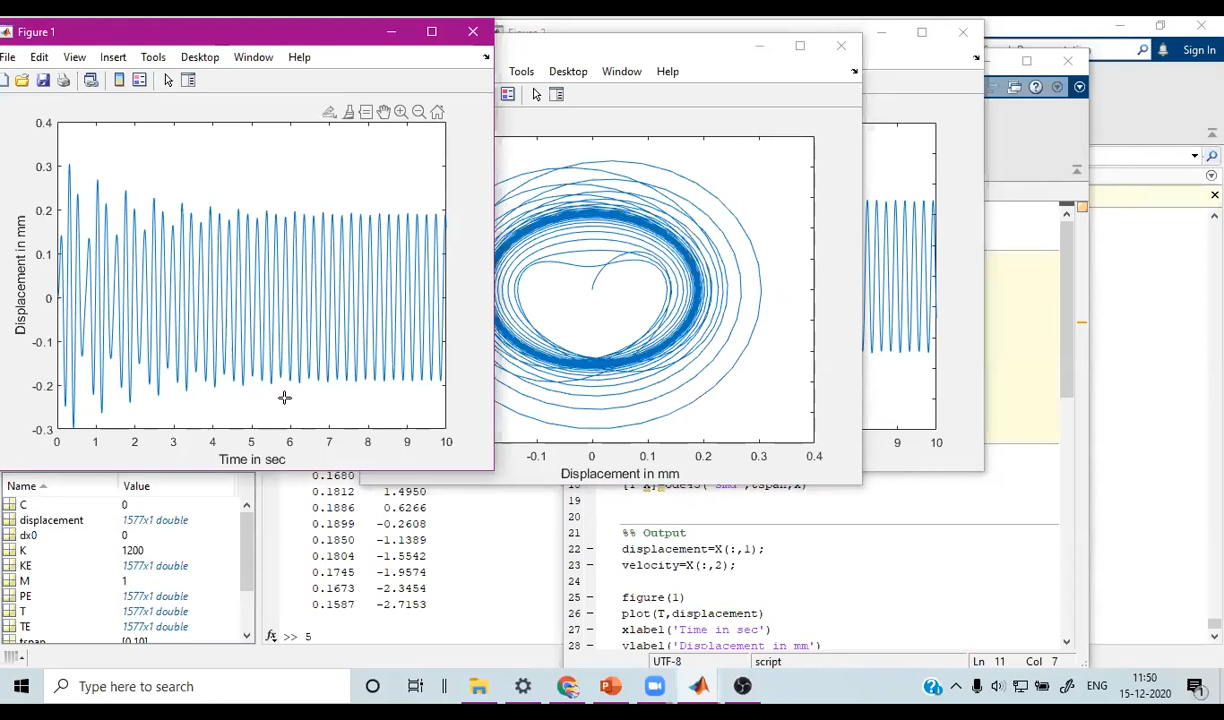 Figure 1
File Edit View Insert Tools Desktop Window Help
Tools Desktop Window Help
Sign In
0.4
0.3
0.2
0.1
0
-0.1
-0.2
-0.3
Displacement in mm
0 1 2 3 4 5 6 7 8 9 10
Time in sec
-0.1 0 0.1 0.2 0.3 0.4
Displacement in mm
9 10
Name Value
C 0
displacement 1577x1 double
dx0 0
K 1200
KE 1577x1 double
M 1
PE 1577x1 double
T 1577x1 double
TE 1577x1 double
tspan [0,10]
0.1680
0.1812 1.4950
0.1886 0.6266
0.1899 -0.2608
0.1850 -1.1389
0.1804 -1.5542
0.1745 -1.9574
0.1673 -2.3454
0.1587 -2.7153
fx >> 5
19
20
21 %% Output
22 – displacement=X(:,1);
23 – velocity=X(:,2);
24
25 – figure(1)
26 – plot(T,displacement)
27 – xlabel('Time in sec')
28 – ylabel('Displacement in mm')
UTF-8 script Ln 11 Col 7
Type here to search
ENG
11:50
15-12-2020
1